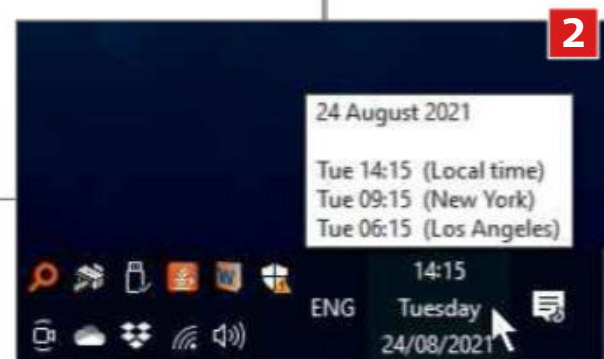 2
24 August 2021
Tue 14:15 (Local time)
Tue 09:15 (New York)
Tue 06:15 (Los Angeles)
14:15
ENG Tuesday
24/08/2021